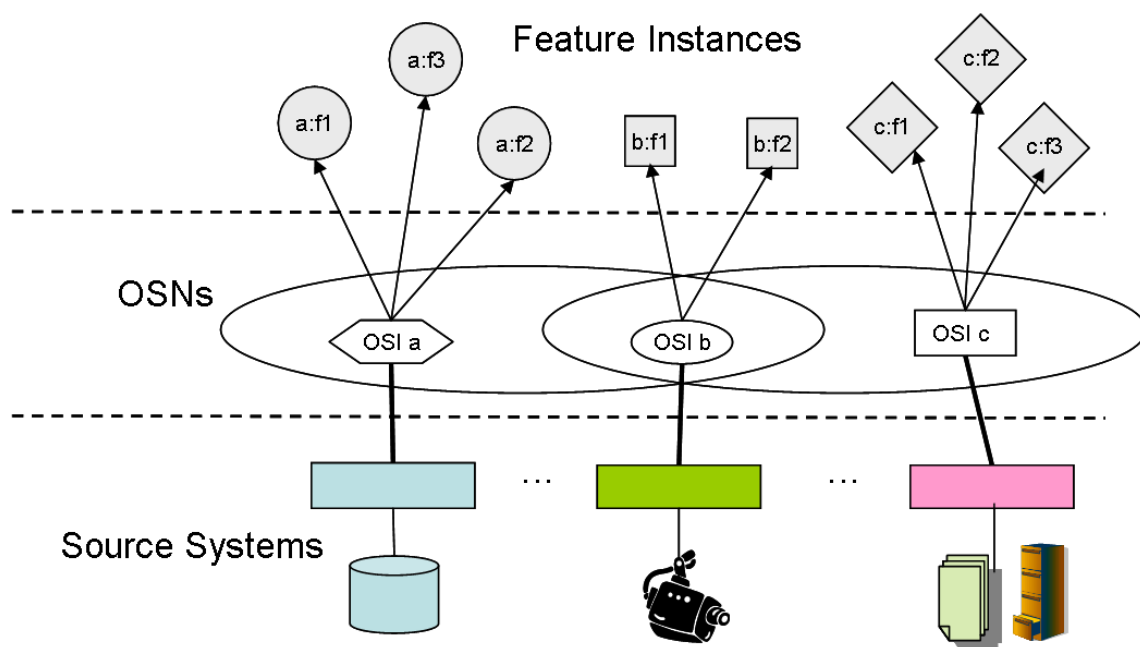 Feature Instances
a:f3
c:f2
a:f1
a:f2
b:f1
b:f2
c:f1
c:f3
OSNs
OSI a
OSI b
OSI c
...
...
Source Systems